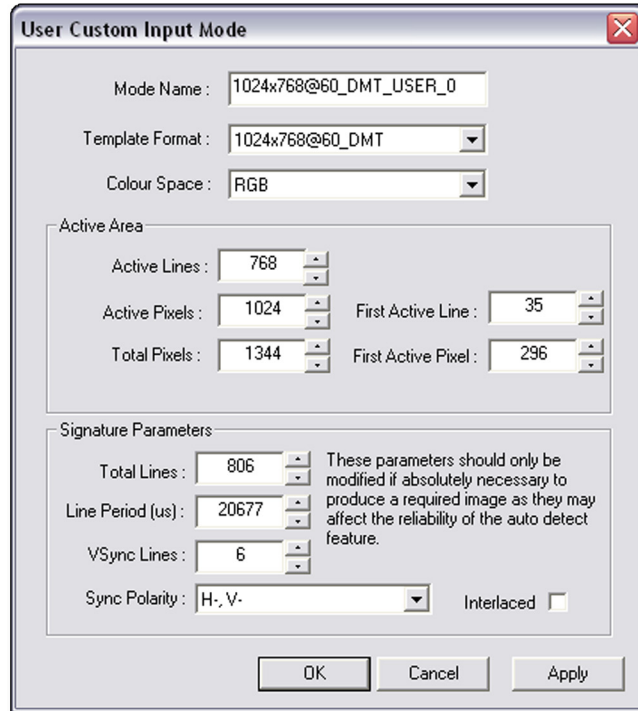 User Custom Input Mode
Mode Name : 1024x768@60_DMT_USER_0
Template Format : 1024x768@60_DMT
Colour Space : RGB
Active Area
Active Lines : 768
Active Pixels : 1024 First Active Line : 35
Total Pixels : 1344 First Active Pixel : 296
Signature Parameters
Total Lines : 806
Line Period (us) : 20677
VSync Lines : 6
These parameters should only be
modified if absolutely necessary to
produce a required image as they may
affect the reliability of the auto detect
feature.
Sync Polarity : H-, V- Interlaced
OK Cancel Apply